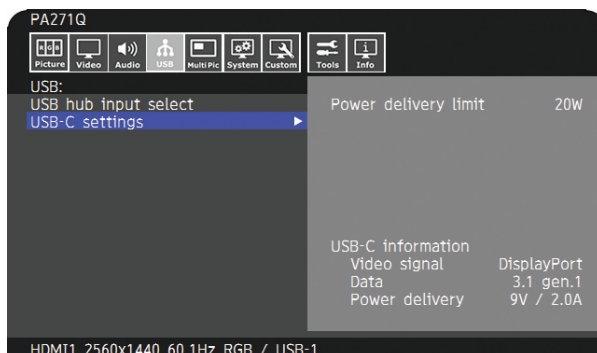 PA271Q
R G B
Picture Video Audio USB Multi Pic System Custom Tools Info
USB:
USB hub input select
Power delivery limit 20W
USB-C settings
USB-C information
Video signal DisplayPort
Data 3.1 gen.1
Power delivery 9V / 2.0A
HDMI1 2560x1440 60.1Hz RGB / USB-1